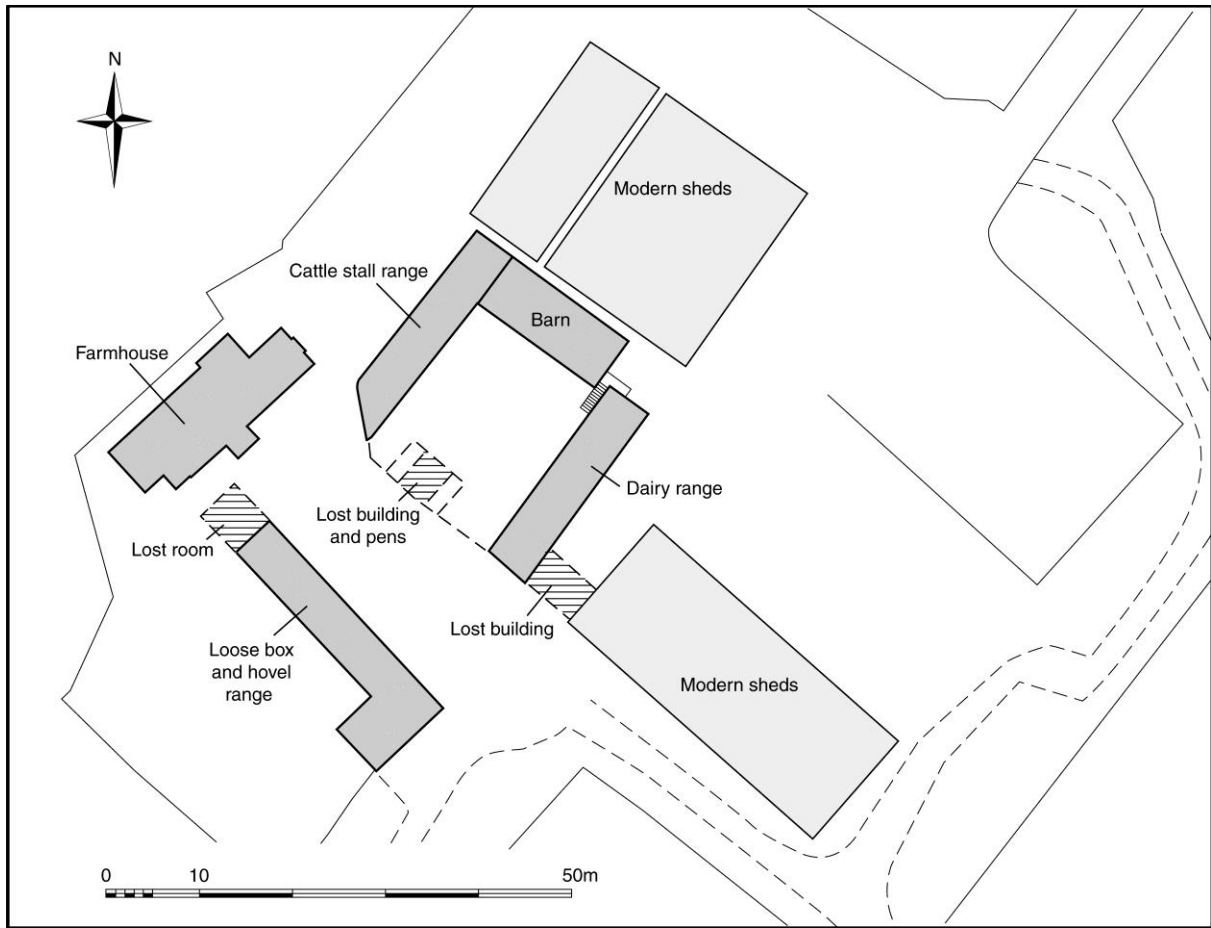 N
Modern sheds
Cattle stall range
Barn
Farmhouse
Dairy range
Lost building
and pens
Lost room
Lost building
Loose box
and hovel
range
Modern sheds
0 10 50m